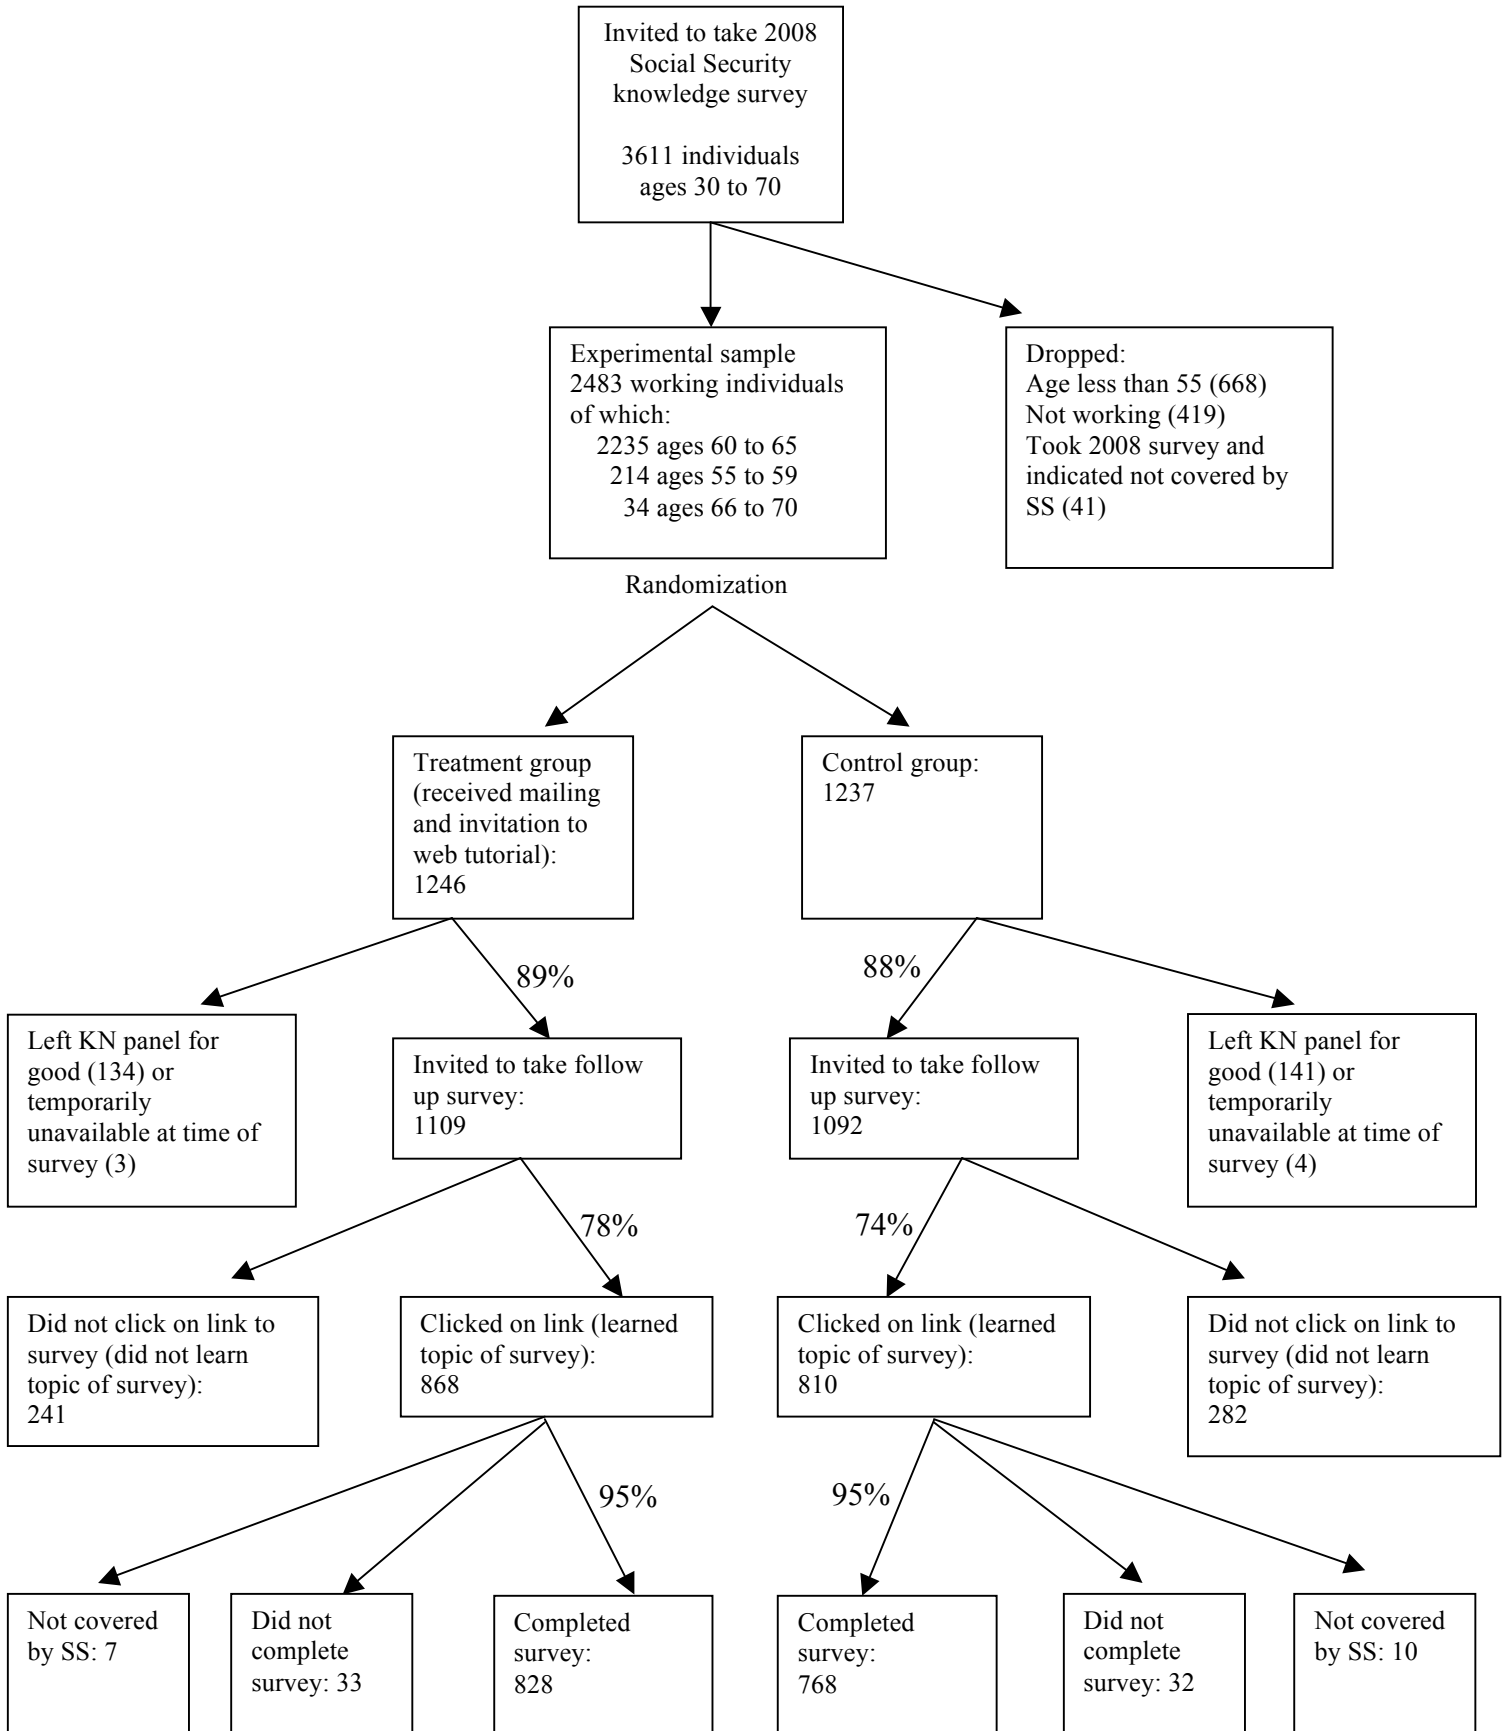 Invited to take 2008
Social Security
knowledge survey
3611 individuals
ages 30 to 70
Experimental sample
2483 working individuals
of which:
2235 ages 60 to 65
214 ages 55 to 59
34 ages 66 to 70
Dropped:
Age less than 55 (668)
Not working (419)
Took 2008 survey and
indicated not covered by
SS (41)
Randomization
Treatment group
(received mailing
and invitation to
web tutorial):
1246
Control group:
1237
89%
88%
Left KN panel for
good (134) or
temporarily
unavailable at time of
survey (3)
Invited to take follow
up survey:
1109
Invited to take follow
up survey:
1092
Left KN panel for
good (141) or
temporarily
unavailable at time of
survey (4)
78%
74%
Did not click on link to
survey (did not learn
topic of survey):
241
Clicked on link (learned
topic of survey):
868
Clicked on link (learned
topic of survey):
810
Did not click on link to
survey (did not learn
topic of survey):
282
95%
95%
Not covered
by SS: 7
Did not
complete
survey: 33
Completed
survey:
828
Completed
survey:
768
Did not
complete
survey: 32
Not covered
by SS: 10